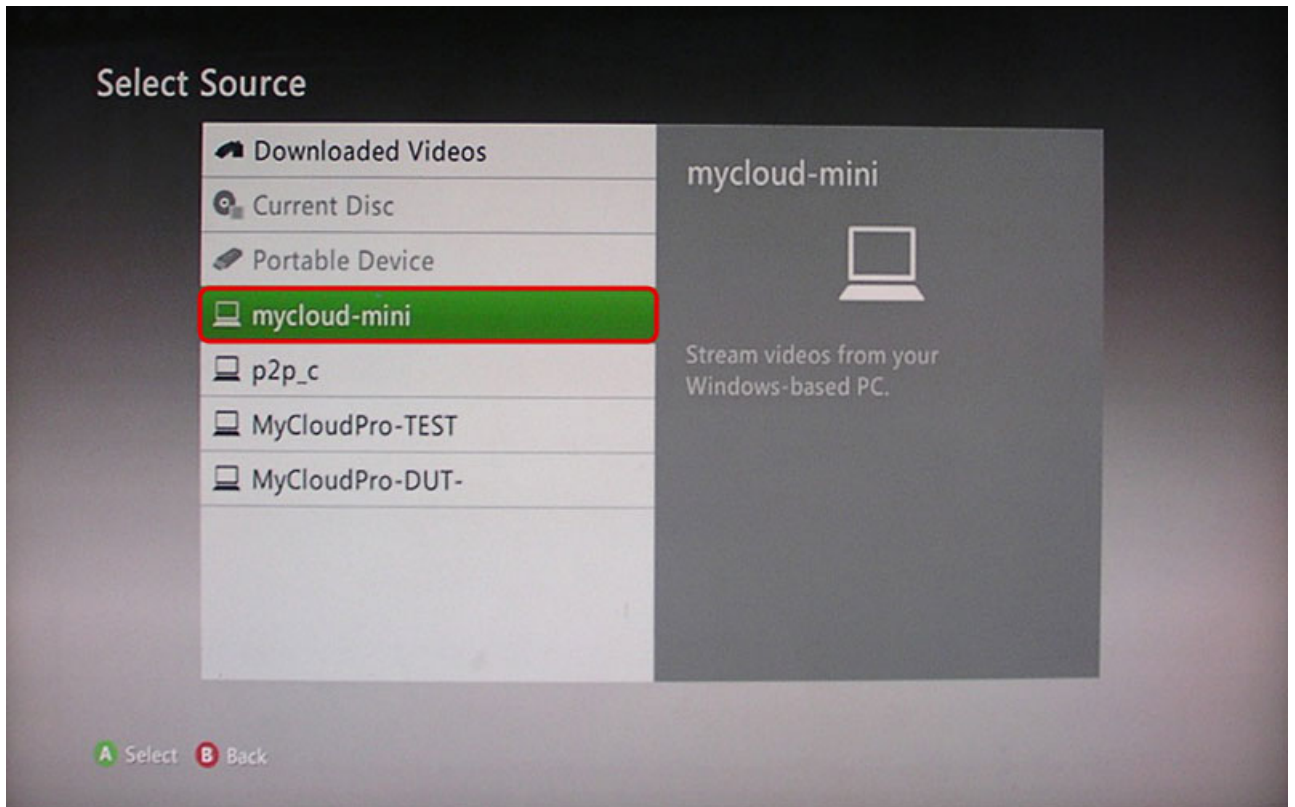 Select Source
Downloaded Videos
Current Disc
Portable Device
mycloud-mini
p2p_c
MyCloudPro-TEST
MyCloudPro-DUT-
mycloud-mini
Stream videos from your
Windows-based PC.
A Select B Back